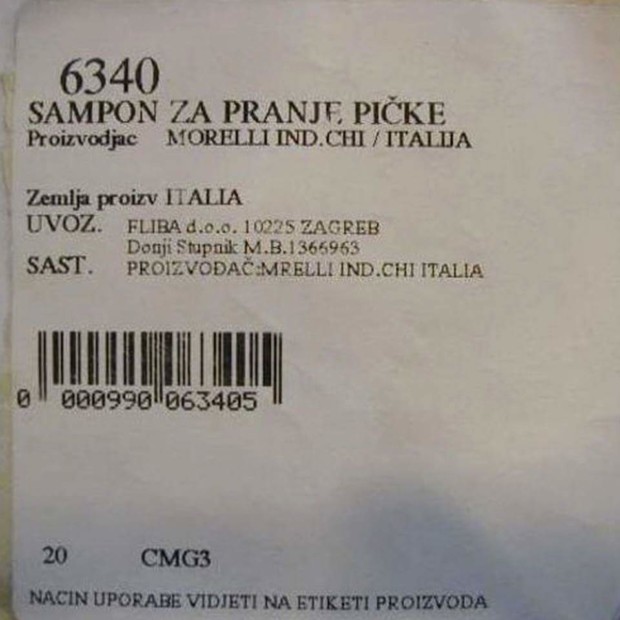 6340
SAMPON ZA PRANJE PIČKE
Proizvodjac MORELLI IND.CHI / ITALIJA
Zemlja proizv ITALIA
UVOZ. FLIBA d.o.o. 10225 ZAGREB
Donji Stupnik M.B.1366963
SAST. PROIZVOĐAČ:MRELLI IND.CHI ITALIA
0 000990 063405
20 CMG3
NACIN UPORABE VIDJETI NA ETIKETI PROIZVODA